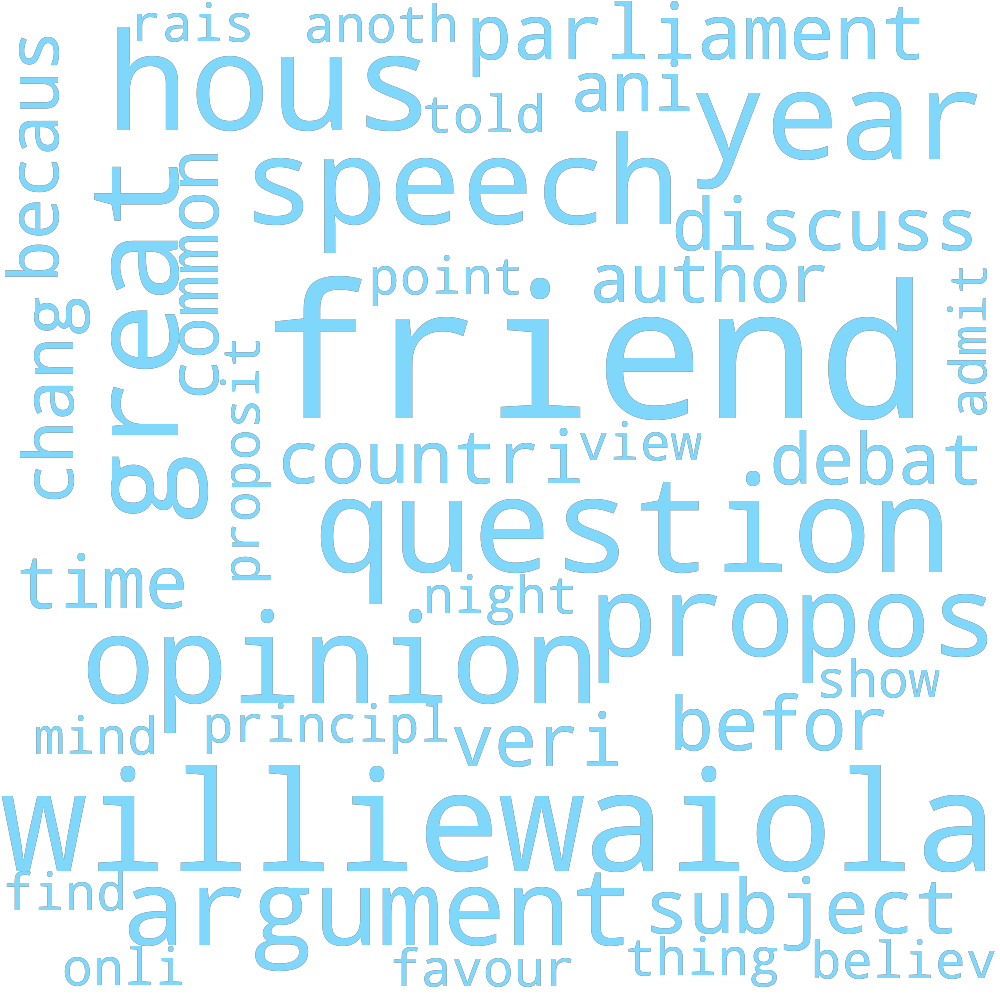 rais
anoth
parliament
becaus
hous
told
ani
year
great
common
speech
discuss
point
author
admit
chang
friend
proposit
countri
view
debat
question
time
night
propos
opinion
show
mind
principl
veri
befor
williewaiola
find
argument
subject
onli
favour
thing
believ